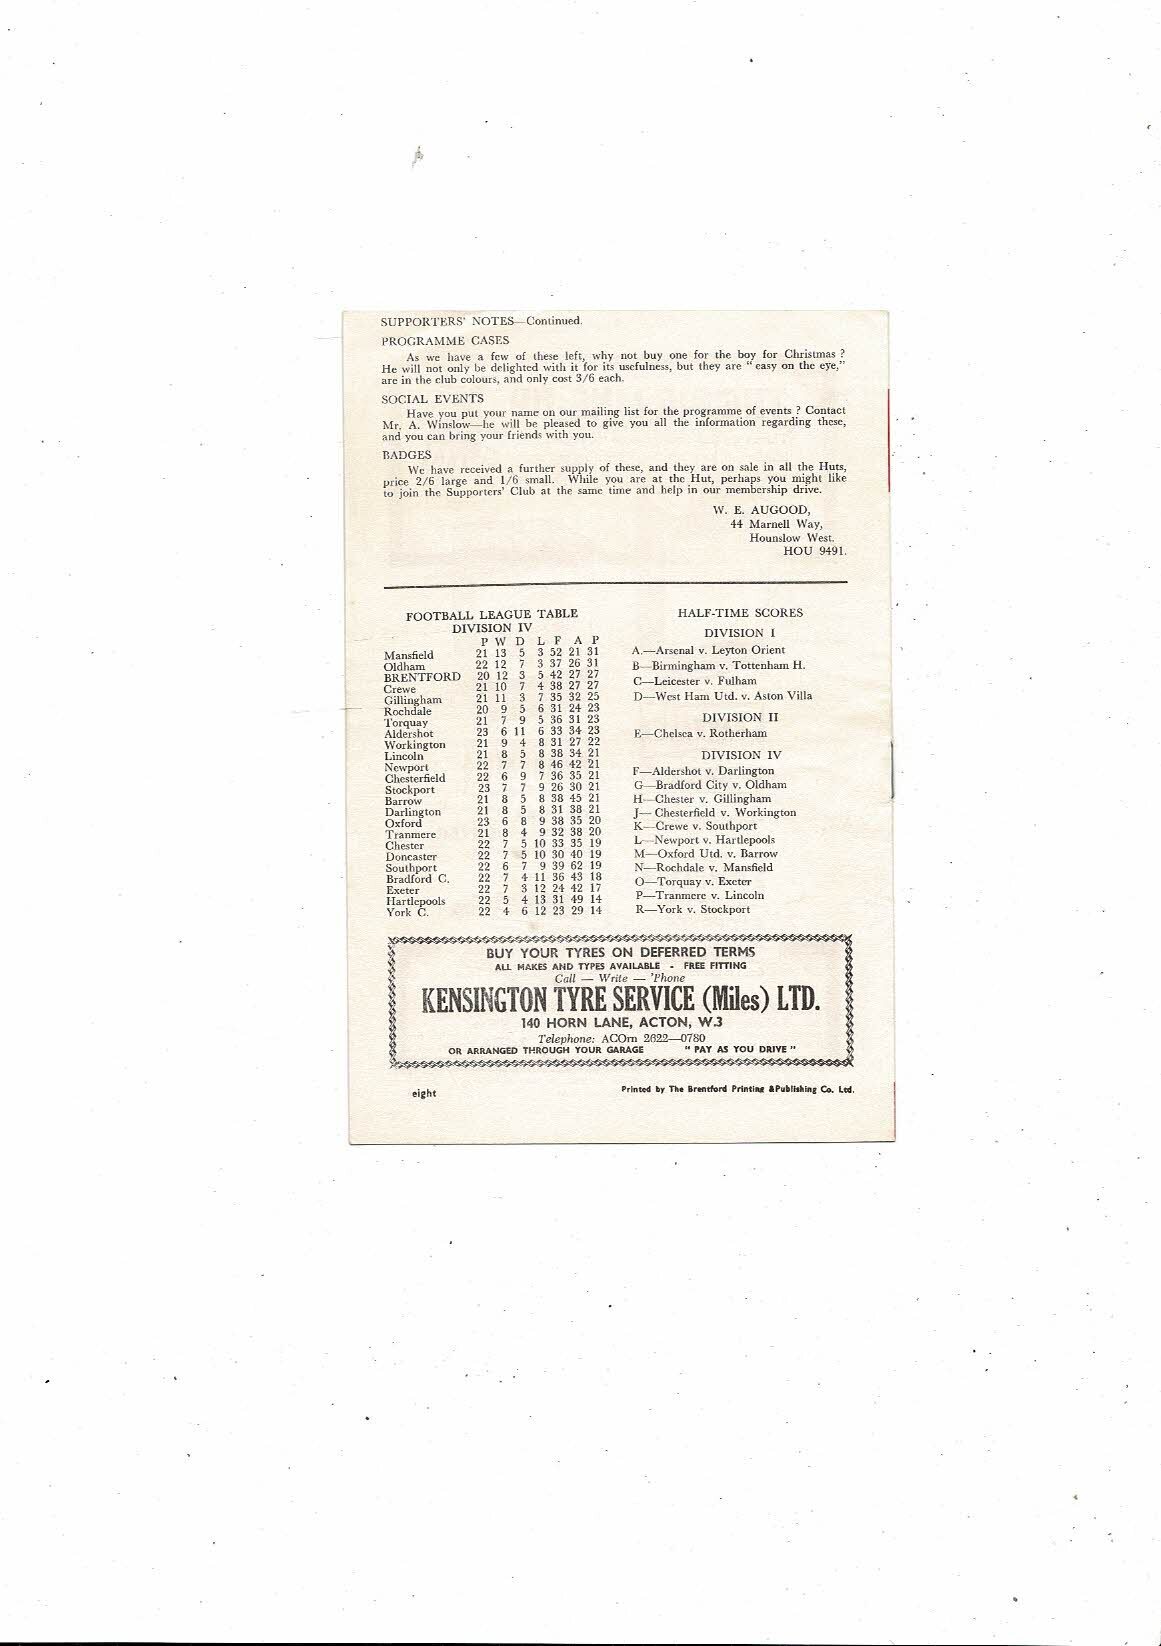 SUPPORTERS' NOTES—Continued.
PROGRAMME CASES
As we have a few of these left, why not buy one for the boy for Christmas ?
He will not only be delighted with it for its usefulness, but they are "easy on the eye,"
are in the club colours, and only cost 3/6 each.
SOCIAL EVENTS
Have you put your name on our mailing list for the programme of events ? Contact
Mr. A. Winslow—he will be pleased to give you all the information regarding these,
and you can bring your friends with you.
BADGES
We have received a further supply of these, and they are on sale in all the Huts,
price 2/6 large and 1/6 small. While you are at the Hut, perhaps you might like
to join the Supporters' Club at the same time and help in our membership drive.
W. E. AUGOOD,
44 Marnell Way,
Hounslow West.
HOU 9491.
FOOTBALL LEAGUE TABLE
DIVISION IV
P W D L F A P
Mansfield 21 13 5 3 52 21 31
Oldham 22 12 7 3 37 26 31
BRENTFORD 20 12 3 5 42 27 27
Crewe 21 10 7 4 38 27 27
Gillingham 21 11 3 7 35 32 25
Rochdale 20 9 5 6 31 24 23
Torquay 21 7 9 5 36 31 23
Aldershot 23 6 11 6 33 34 23
Workington 21 9 4 8 31 27 22
Lincoln 21 8 5 8 38 34 21
Newport 22 7 7 8 46 42 21
Chesterfield 22 6 9 7 36 35 21
Stockport 23 7 7 9 26 30 21
Barrow 21 8 5 8 38 45 21
Darlington 21 8 5 8 31 38 21
Oxford 23 6 8 9 38 35 20
Tranmere 21 8 4 9 32 38 20
Chester 22 7 5 10 33 35 19
Doncaster 22 7 5 10 30 40 19
Southport 22 6 7 9 39 62 19
Bradford C. 22 7 4 11 36 43 18
Exeter 22 7 3 12 24 42 17
Hartlepools 22 5 4 13 31 49 14
York C. 22 4 6 12 23 29 14
HALF-TIME SCORES
DIVISION I
A.—Arsenal v. Leyton Orient
B—Birmingham v. Tottenham H.
C—Leicester v. Fulham
D—West Ham Utd. v. Aston Villa
DIVISION II
E—Chelsea v. Rotherham
DIVISION IV
F—Aldershot v. Darlington
G—Bradford City v. Oldham
H—Chester v. Gillingham
J— Chesterfield v. Workington
K—Crewe v. Southport
L—Newport v. Hartlepools
M—Oxford Utd. v. Barrow
N—Rochdale v. Mansfield
O—Torquay v. Exeter
P—Tranmere v. Lincoln
R—York v. Stockport
BUY YOUR TYRES ON DEFERRED TERMS
ALL MAKES AND TYPES AVAILABLE - FREE FITTING
Call — Write — 'Phone
KENSINGTON TYRE SERVICE (Miles) LTD.
140 HORN LANE, ACTON, W.3
Telephone: ACOrn 2622—0780
OR ARRANGED THROUGH YOUR GARAGE " PAY AS YOU DRIVE "
eight
Printed by The Brentford Printing &Publishing Co. Ltd.